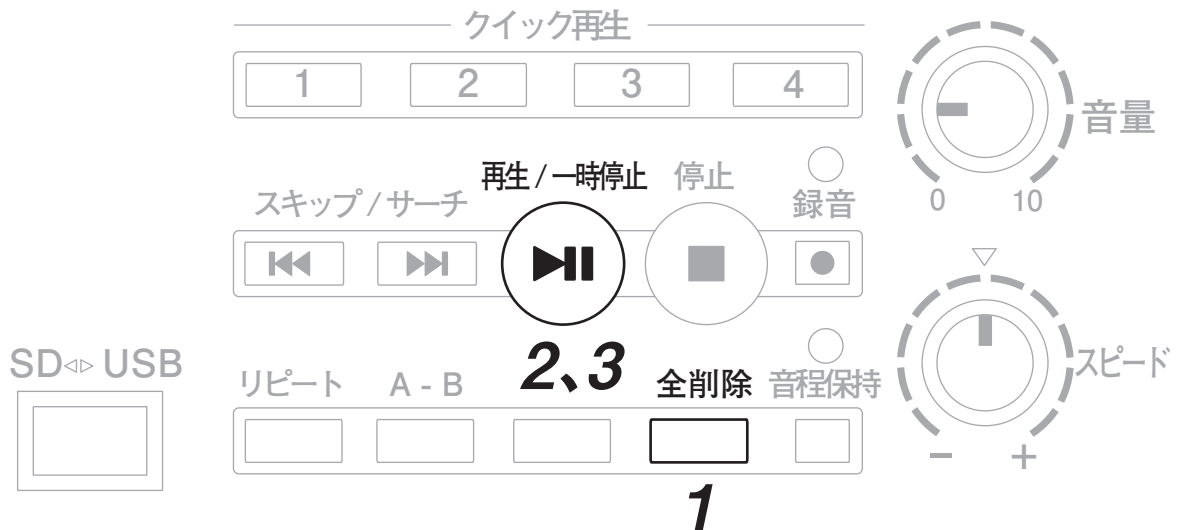 クイック再生
1 2 3 4
音量
0 10
スキップ / サーチ
再生 / 一時停止
停止
録音
2、3
SD◁▷USB
リピート
A - B
全削除
音程保持
スピード
− +
1